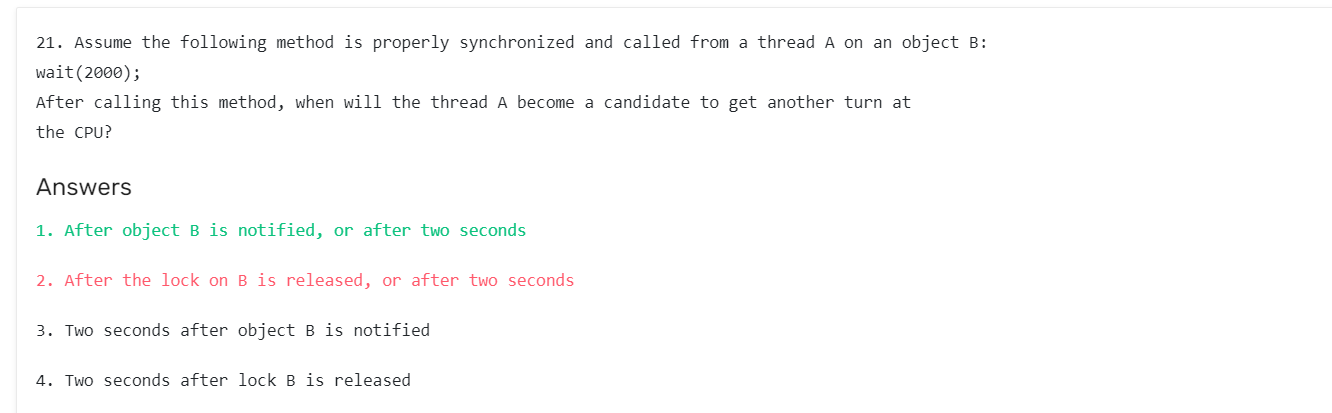 21. Assume the following method is properly synchronized and called from a thread A on an object B:
wait(2000);
After calling this method, when will the thread A become a candidate to get another turn at
the CPU?
Answers
1. After object B is notified, or after two seconds
2. After the lock on B is released, or after two seconds
3. Two seconds after object B is notified
4. Two seconds after lock B is released